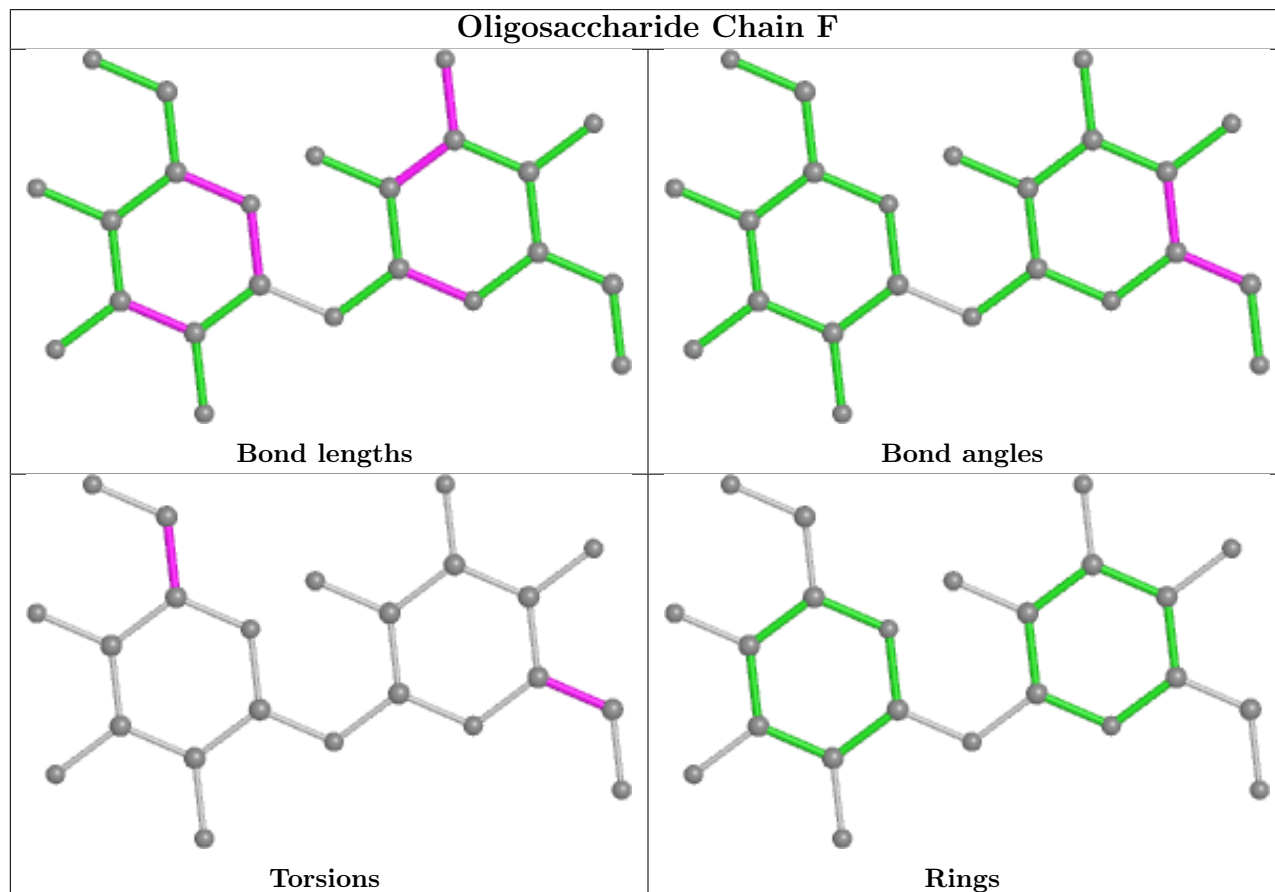 Oligosaccharide Chain F
Bond lengths
Bond angles
Torsions
Rings